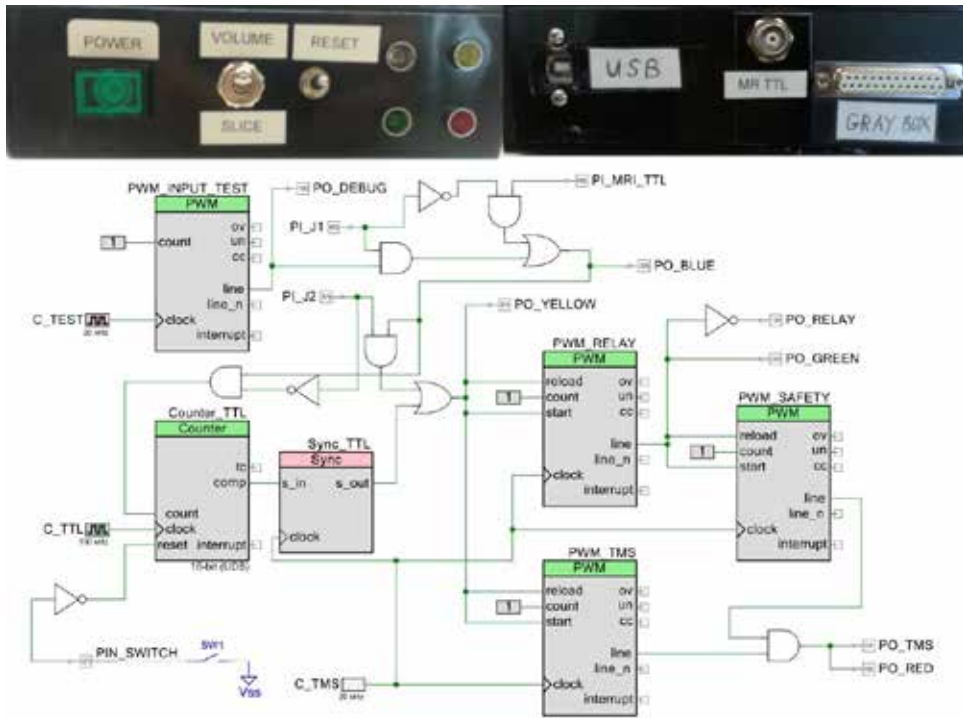 POWER
VOLUME
RESET
SLICE
USB
MR TTL
GRAY BOX
PWM_INPUT_TEST
PWM
ov
un
cc
1
count
line
line_n
C_TEST
clock
interrupt
PO_DEBUG
PI_J1
PI_MRI_TTL
PO_BLUE
PI_J2
PO_YELLOW
PWM_RELAY
PWM
reload
ov
1
count
un
start
cc
line
line_n
clock
interrupt
PO_RELAY
PO_GREEN
PWM_SAFETY
PWM
reload
ov
1
count
un
start
cc
line
line_n
clock
interrupt
Counter_TTL
Counter
tc
comp
count
C_TTL
clock
reset
interrupt
16-bit (UDB)
Sync_TTL
Sync
s_in
s_out
clock
PWM_TMS
PWM
reload
ov
1
count
un
start
cc
line
line_n
clock
interrupt
PIN_SWITCH
SW1
Vss
C_TMS
20 kHz
PO_TMS
PO_RED